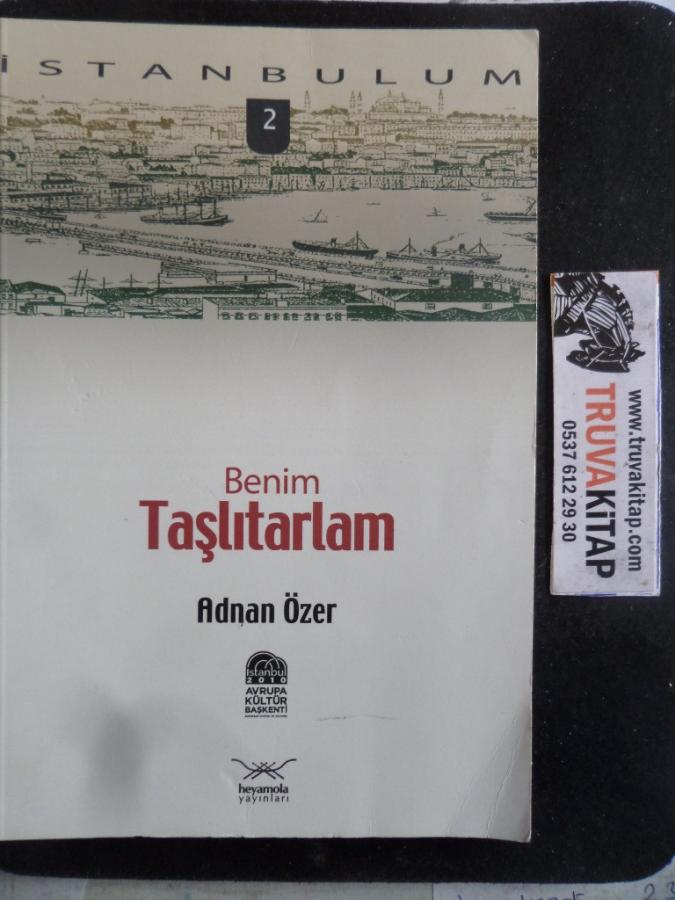 İSTANBULUM
2
Benim
Taşlıtarlam
Adnan Özer
istanbul
2010
AVRUPA
KÜLTÜR
BAŞKENTİ
heyamola
yayınları
www.truvakitap.com
TRUVAKİTAP
0537 612 29 30